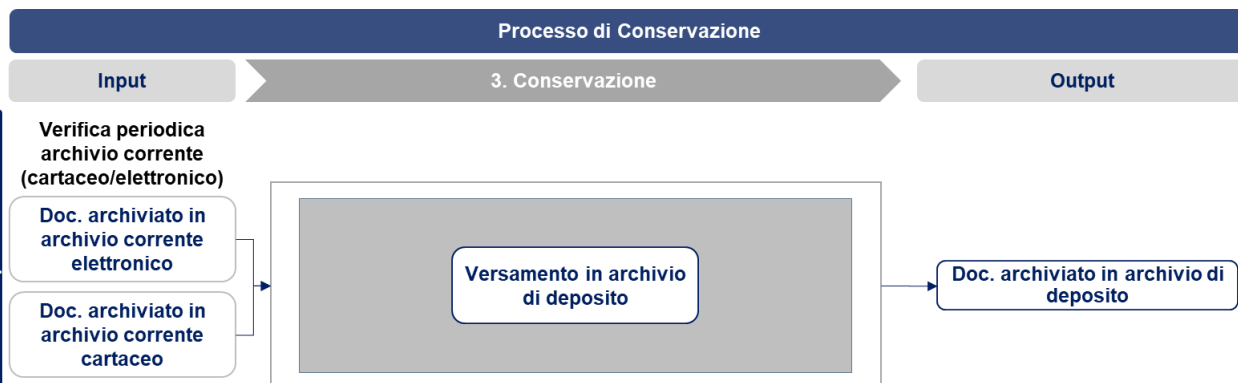 Processo di Conservazione
Input
3. Conservazione
Output
Verifica periodica
archivio corrente
(cartaceo/elettronico)
Doc. archiviato in
archivio corrente
elettronico
Doc. archiviato in
archivio corrente
cartaceo
Versamento in archivio
di deposito
Doc. archiviato in archivio di
deposito